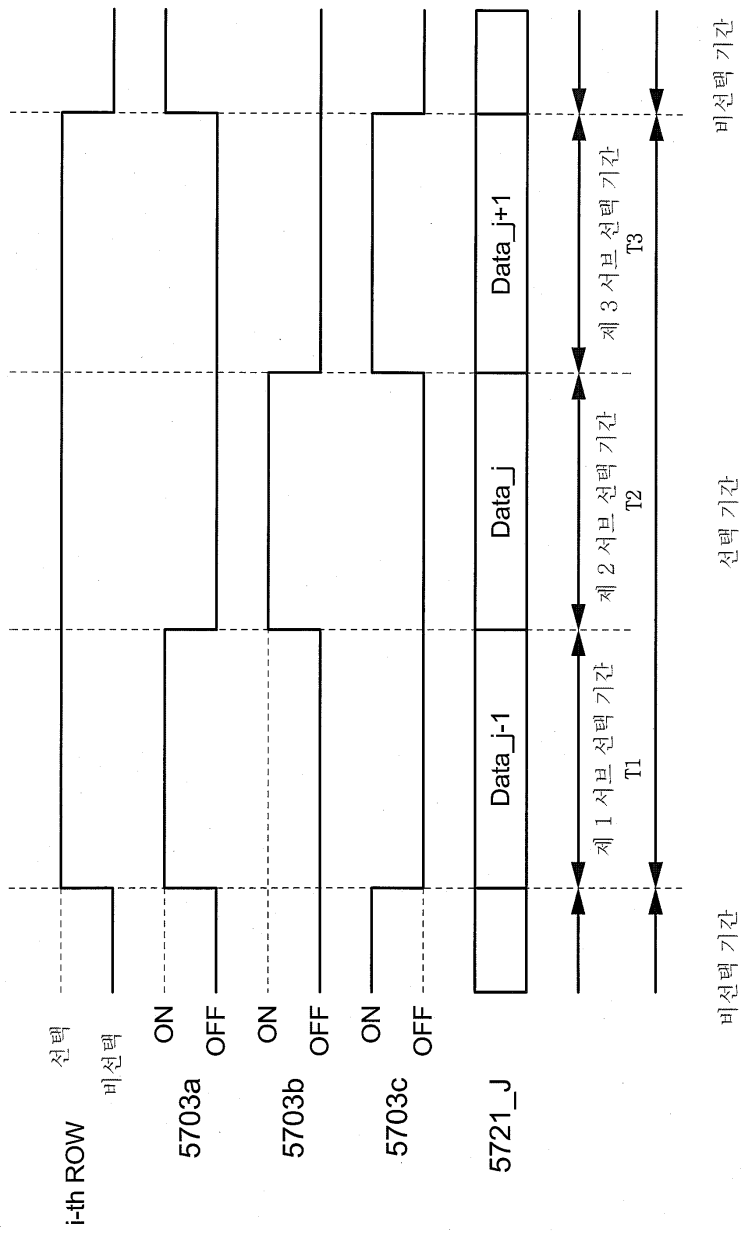 i-th ROW
선택
비선택
5703a
ON
OFF
5703b
ON
OFF
5703c
ON
OFF
5721_J
Data_j-1
Data_j
Data_j+1
제 1 서브 선택 기간
T1
제 2 서브 선택 기간
T2
제 3 서브 선택 기간
T3
비선택 기간
선택 기간
비선택 기간